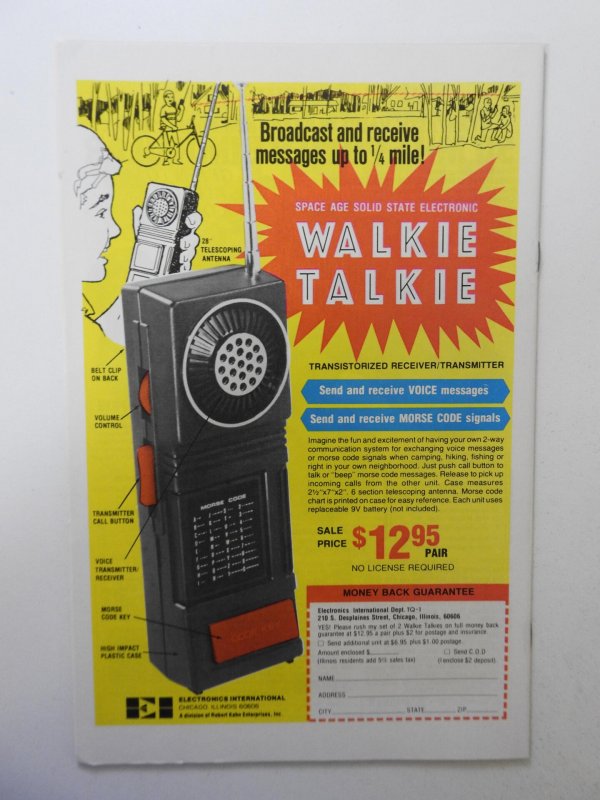 Broadcast and receive
messages up to 1/4 mile!
SPACE AGE SOLID STATE ELECTRONIC
WALKIE
TALKIE
28"
TELESCOPING
ANTENNA
TRANSISTORIZED RECEIVER/TRANSMITTER
Send and receive VOICE messages
Send and receive MORSE CODE signals
Imagine the fun and excitement of having your own 2-way
communication system for exchanging voice messages
or morse code signals when camping, hiking, fishing or
right in your own neighborhood. Just push call button to
talk or "beep" morse code messages. Release to pick up
incoming calls from the other unit. Case measures
2½"x7"x2". 6 section telescoping antenna. Morse code
chart is printed on case for easy reference. Each unit uses
replaceable 9V battery (not included).
BELT CLIP
ON BACK
VOLUME
CONTROL
TRANSMITTER
CALL BUTTON
VOICE
TRANSMITTER/
RECEIVER
MORSE
CODE KEY
HIGH IMPACT
PLASTIC CASE
MORSE CODE
SALE
PRICE $12 95
PAIR
NO LICENSE REQUIRED
MONEY BACK GUARANTEE
Electronics International Dept. TQ-1
210 S. Desplaines Street, Chicago, Illinois, 60606
YES! Please rush my set of 2 Walkie Talkies on full money back
guarantee at $12.95 a pair plus $2 for postage and insurance.
Send additional unit at $6.95 plus $1.00 postage.
Amount enclosed $ Send C.O.D
(Illinois residents add 5% sales tax) (I enclose $2 deposit).
NAME
ADDRESS
CITY STATE ZIP
EI ELECTRONICS INTERNATIONAL
CHICAGO, ILLINOIS 60606
A division of Robert Kahn Enterprises, Inc.